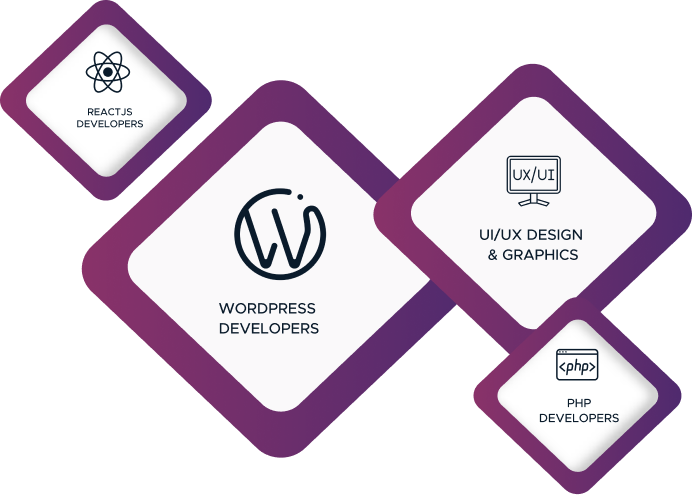 REACTJS
DEVELOPERS
W
WORDPRESS
DEVELOPERS
UX/UI
UI/UX DESIGN
& GRAPHICS
<php>
PHP
DEVELOPERS